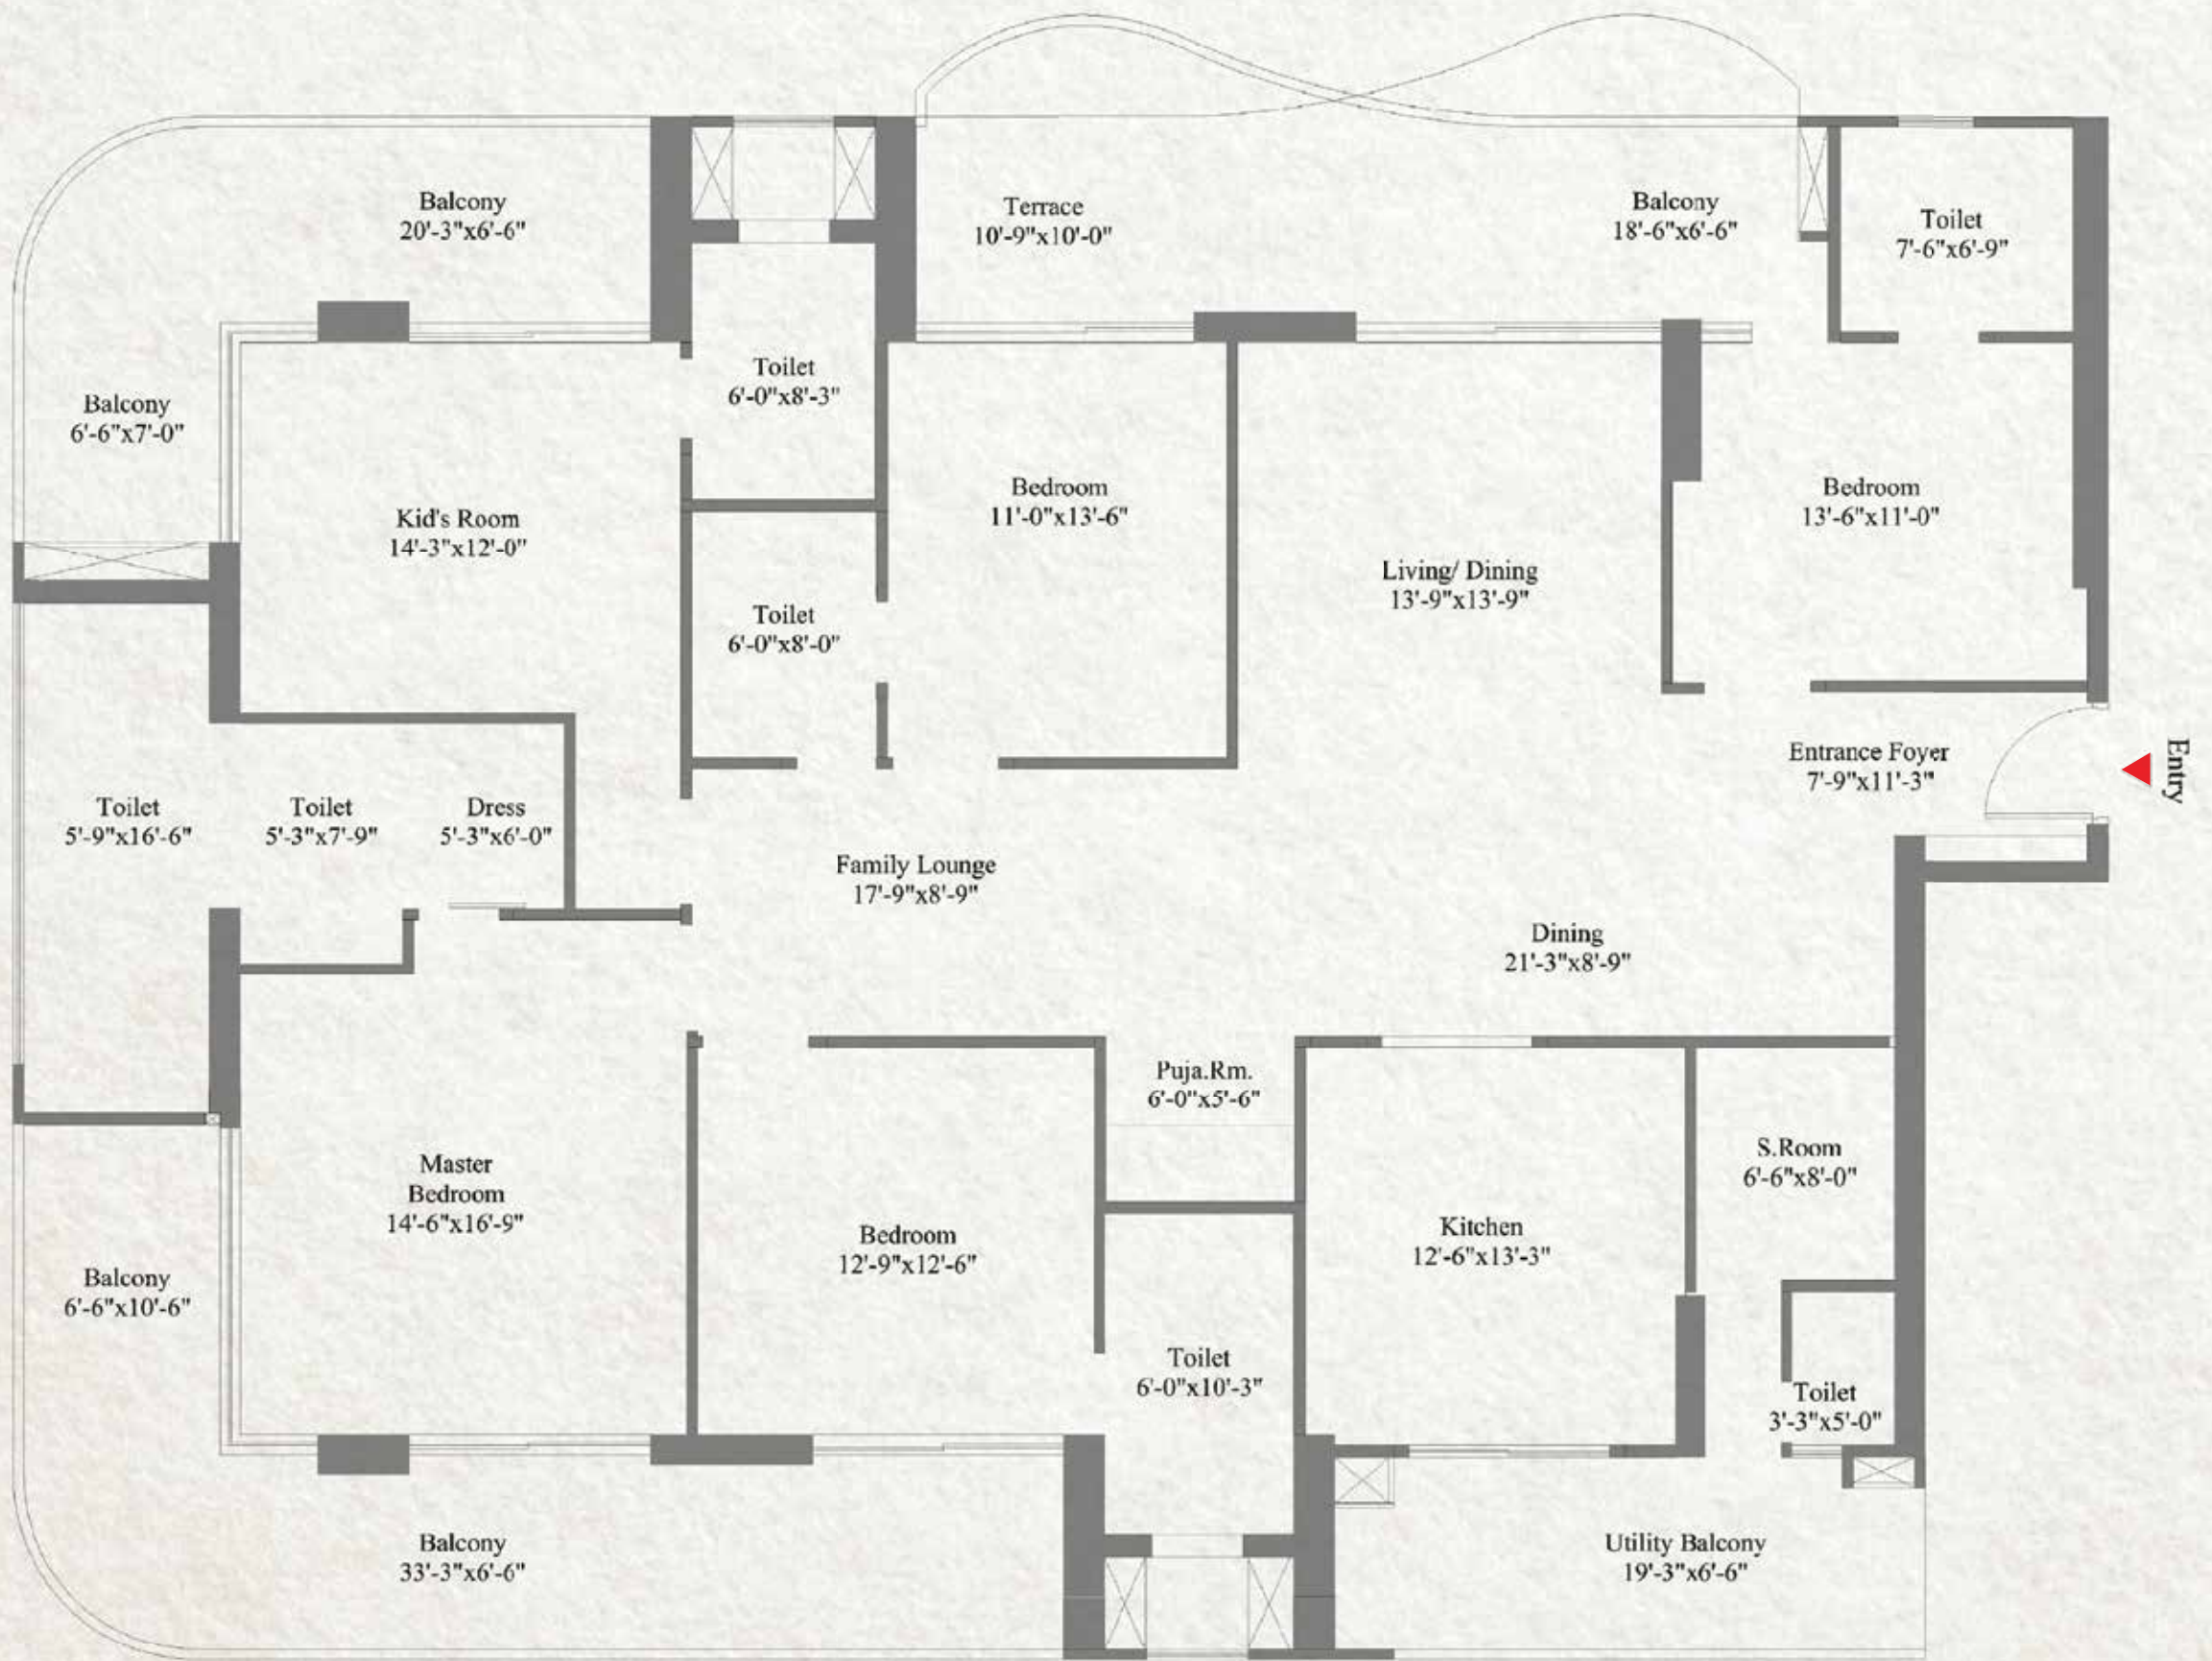 Balcony
20'-3"x6'-6"
Terrace
10'-9"x10'-0"
Balcony
18'-6"x6'-6"
Toilet
7'-6"x6'-9"
Toilet
6'-0"x8'-3"
Balcony
6'-6"x7'-0"
Kid's Room
14'-3"x12'-0"
Bedroom
11'-0"x13'-6"
Living/ Dining
13'-9"x13'-9"
Bedroom
13'-6"x11'-0"
Toilet
6'-0"x8'-0"
Entrance Foyer
7'-9"x11'-3"
Entry
Toilet
5'-9"x16'-6"
Toilet
5'-3"x7'-9"
Dress
5'-3"x6'-0"
Family Lounge
17'-9"x8'-9"
Dining
21'-3"x8'-9"
Puja.Rm.
6'-0"x5'-6"
S.Room
6'-6"x8'-0"
Master
Bedroom
14'-6"x16'-9"
Bedroom
12'-9"x12'-6"
Kitchen
12'-6"x13'-3"
Balcony
6'-6"x10'-6"
Toilet
6'-0"x10'-3"
Toilet
3'-3"x5'-0"
Balcony
33'-3"x6'-6"
Utility Balcony
19'-3"x6'-6"